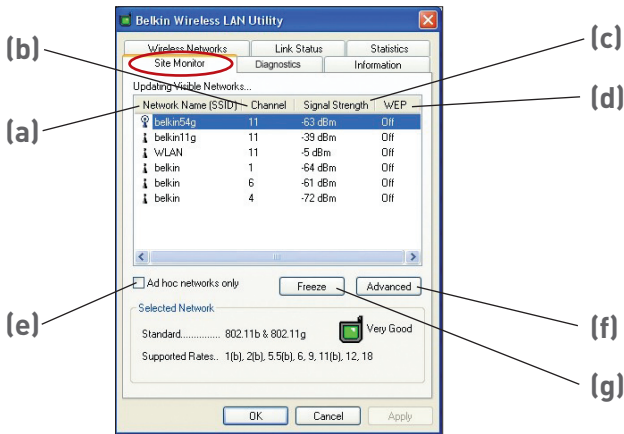 Belkin Wireless LAN Utility
Wireless Networks Link Status Statistics
Site Monitor Diagnostics Information
Updating Visible Networks...
Network Name (SSID) Channel Signal Strength WEP
belkin54g 11 -63 dBm Off
belkin11g 11 -39 dBm Off
WLAN 11 -5 dBm Off
belkin 1 -64 dBm Off
belkin 6 -61 dBm Off
belkin 4 -72 dBm Off
Ad hoc networks only Freeze Advanced
Selected Network
Standard............... 802.11b & 802.11g Very Good
Supported Rates.. 1(b), 2(b), 5.5(b), 6, 9, 11(b), 12, 18
OK Cancel Apply
(a)
(b)
(c)
(d)
(e)
(f)
(g)